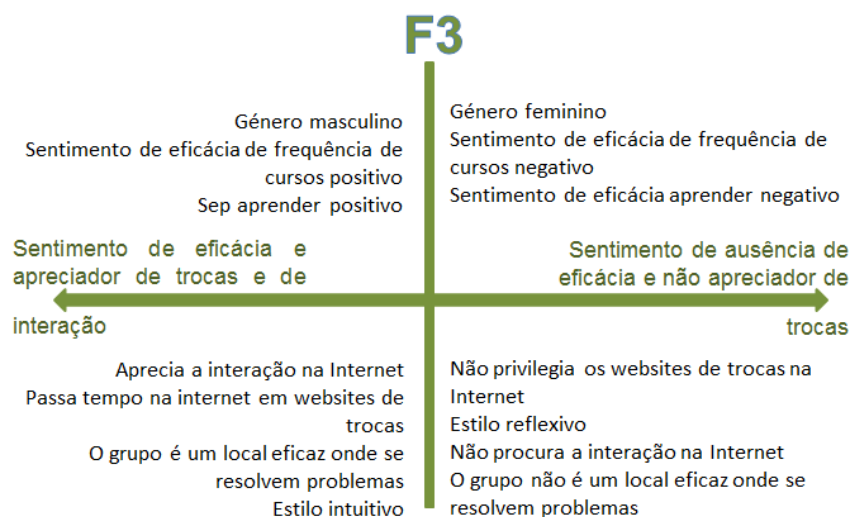 F3
Género masculino
Sentimento de eficácia de frequência de
cursos positivo
Sep aprender positivo
Género feminino
Sentimento de eficácia de frequência de
cursos negativo
Sentimento de eficácia aprender negativo
Sentimento de eficácia e
apreciador de trocas e de
interação
Sentimento de ausência de
eficácia e não apreciador de
trocas
Aprecia a interação na Internet
Passa tempo na internet em websites de
trocas
O grupo é um local eficaz onde se
resolvem problemas
Estilo intuitivo
Não privilegia os websites de trocas na
Internet
Estilo reflexivo
Não procura a interação na Internet
O grupo não é um local eficaz onde se
resolvem problemas